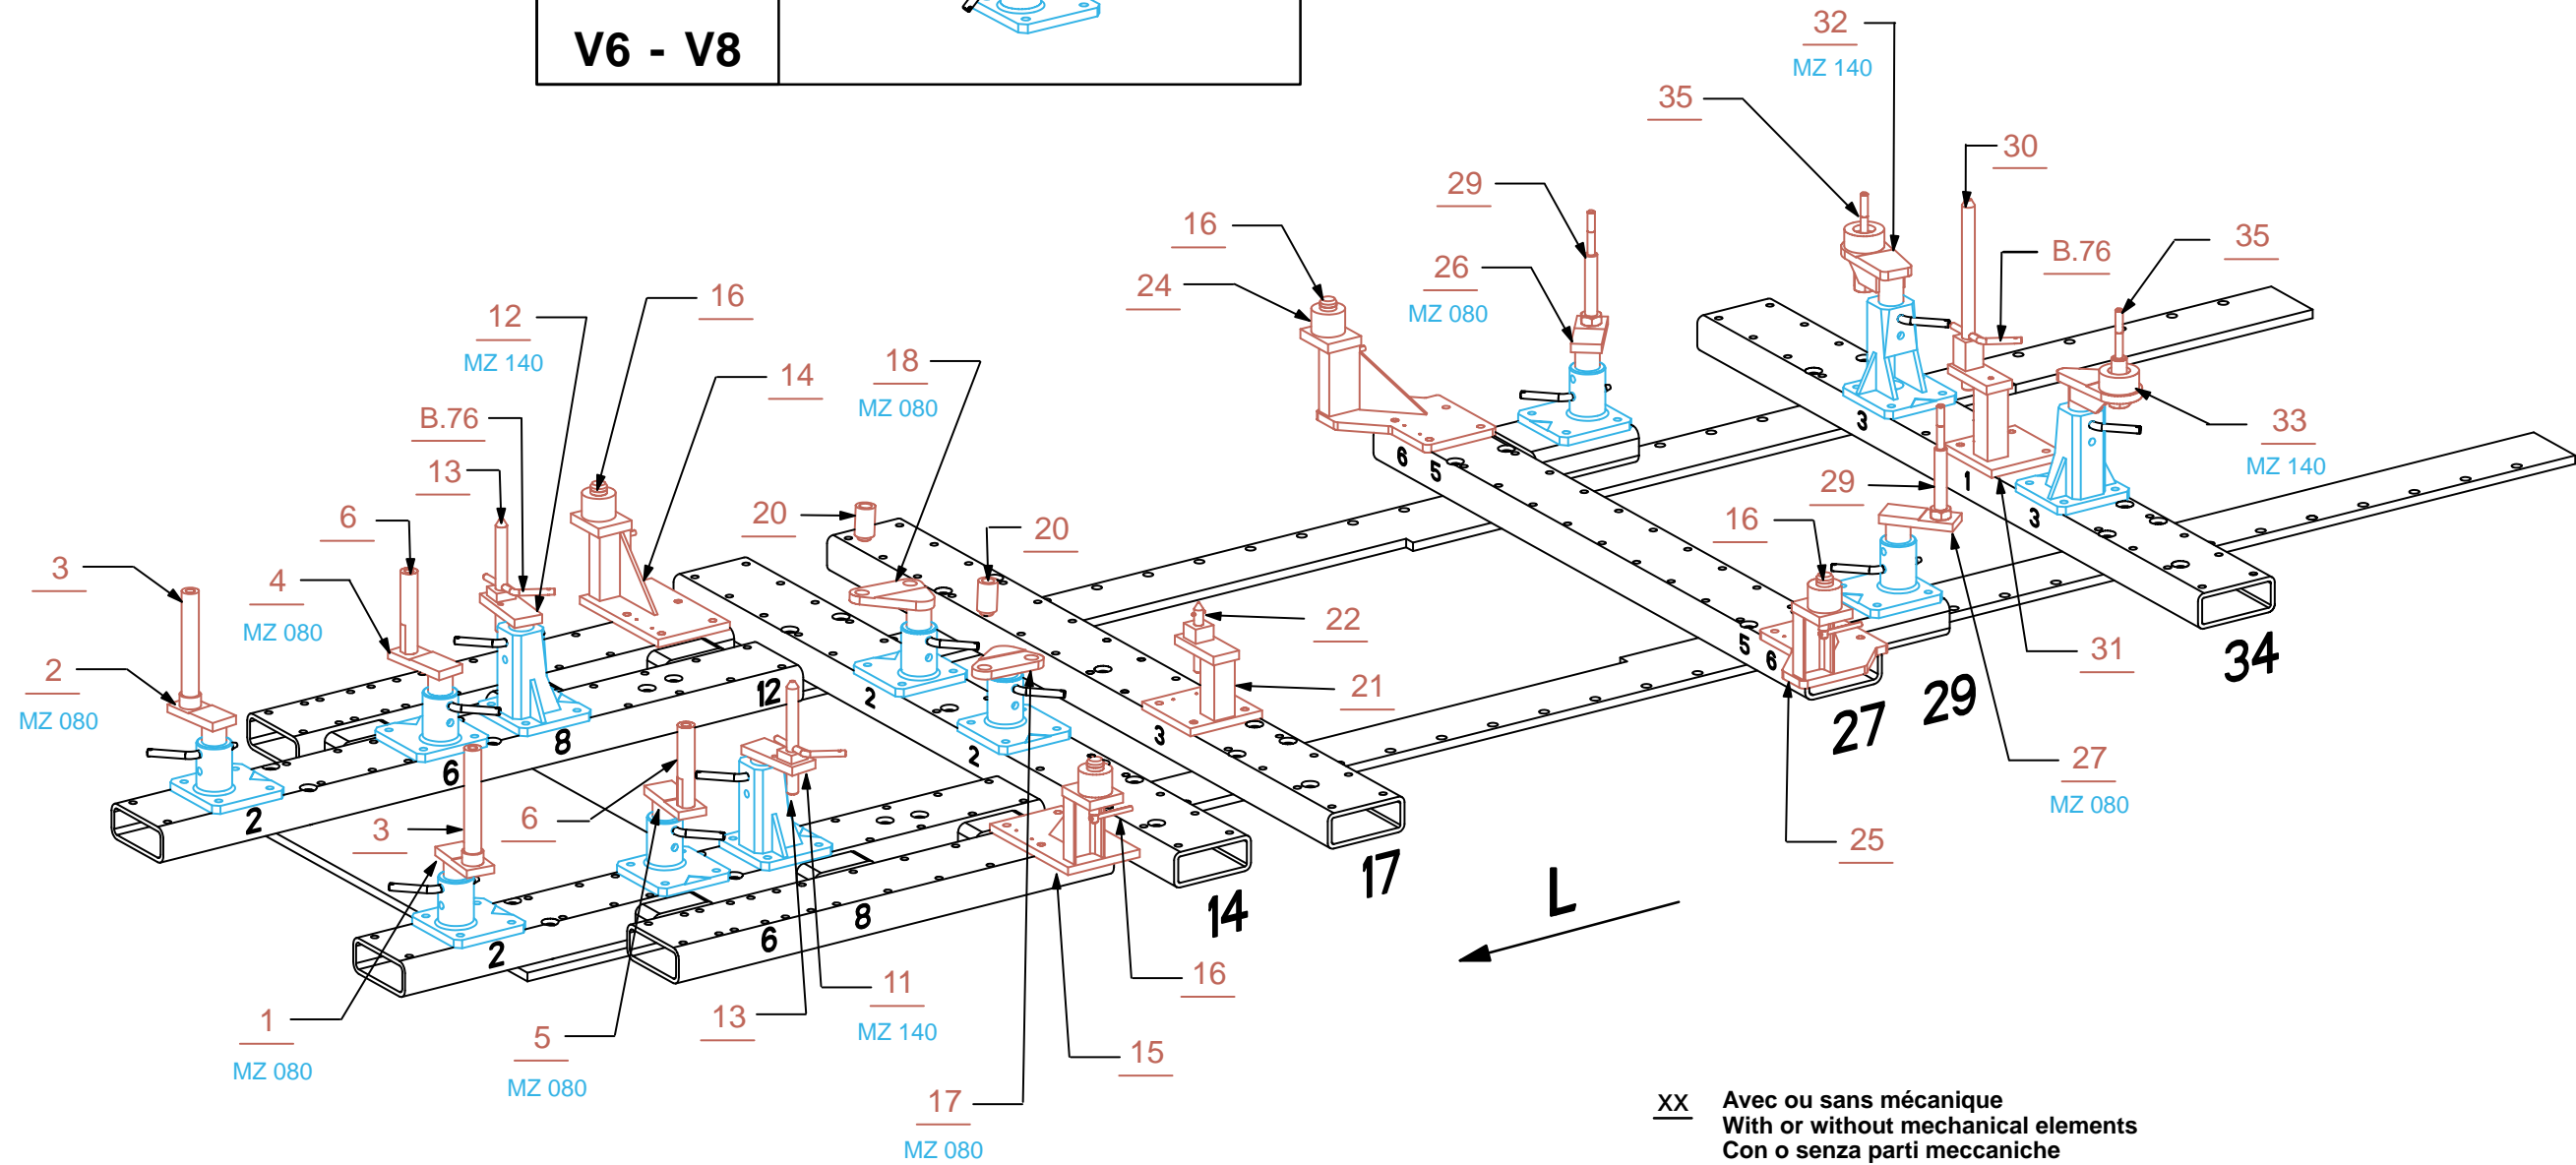 V6 - V8
32
MZ 140
35
30
29
16
35
B.76
26
MZ 080
24
16
12
MZ 140
14
18
MZ 080
33
MZ 140
B.76
13
29
6
20
20
16
3
4
MZ 080
22
2
MZ 080
21
31
27
MZ 080
3
6
25
16
11
MZ 140
13
1
MZ 080
5
MZ 080
15
17
MZ 080
3
1
3
6 5
5 6
34
29
27
12
8
6
2
2
2
3
17
14
8
6
2
L
xx Avec ou sans mécanique
With or without mechanical elements
Con o senza parti meccaniche